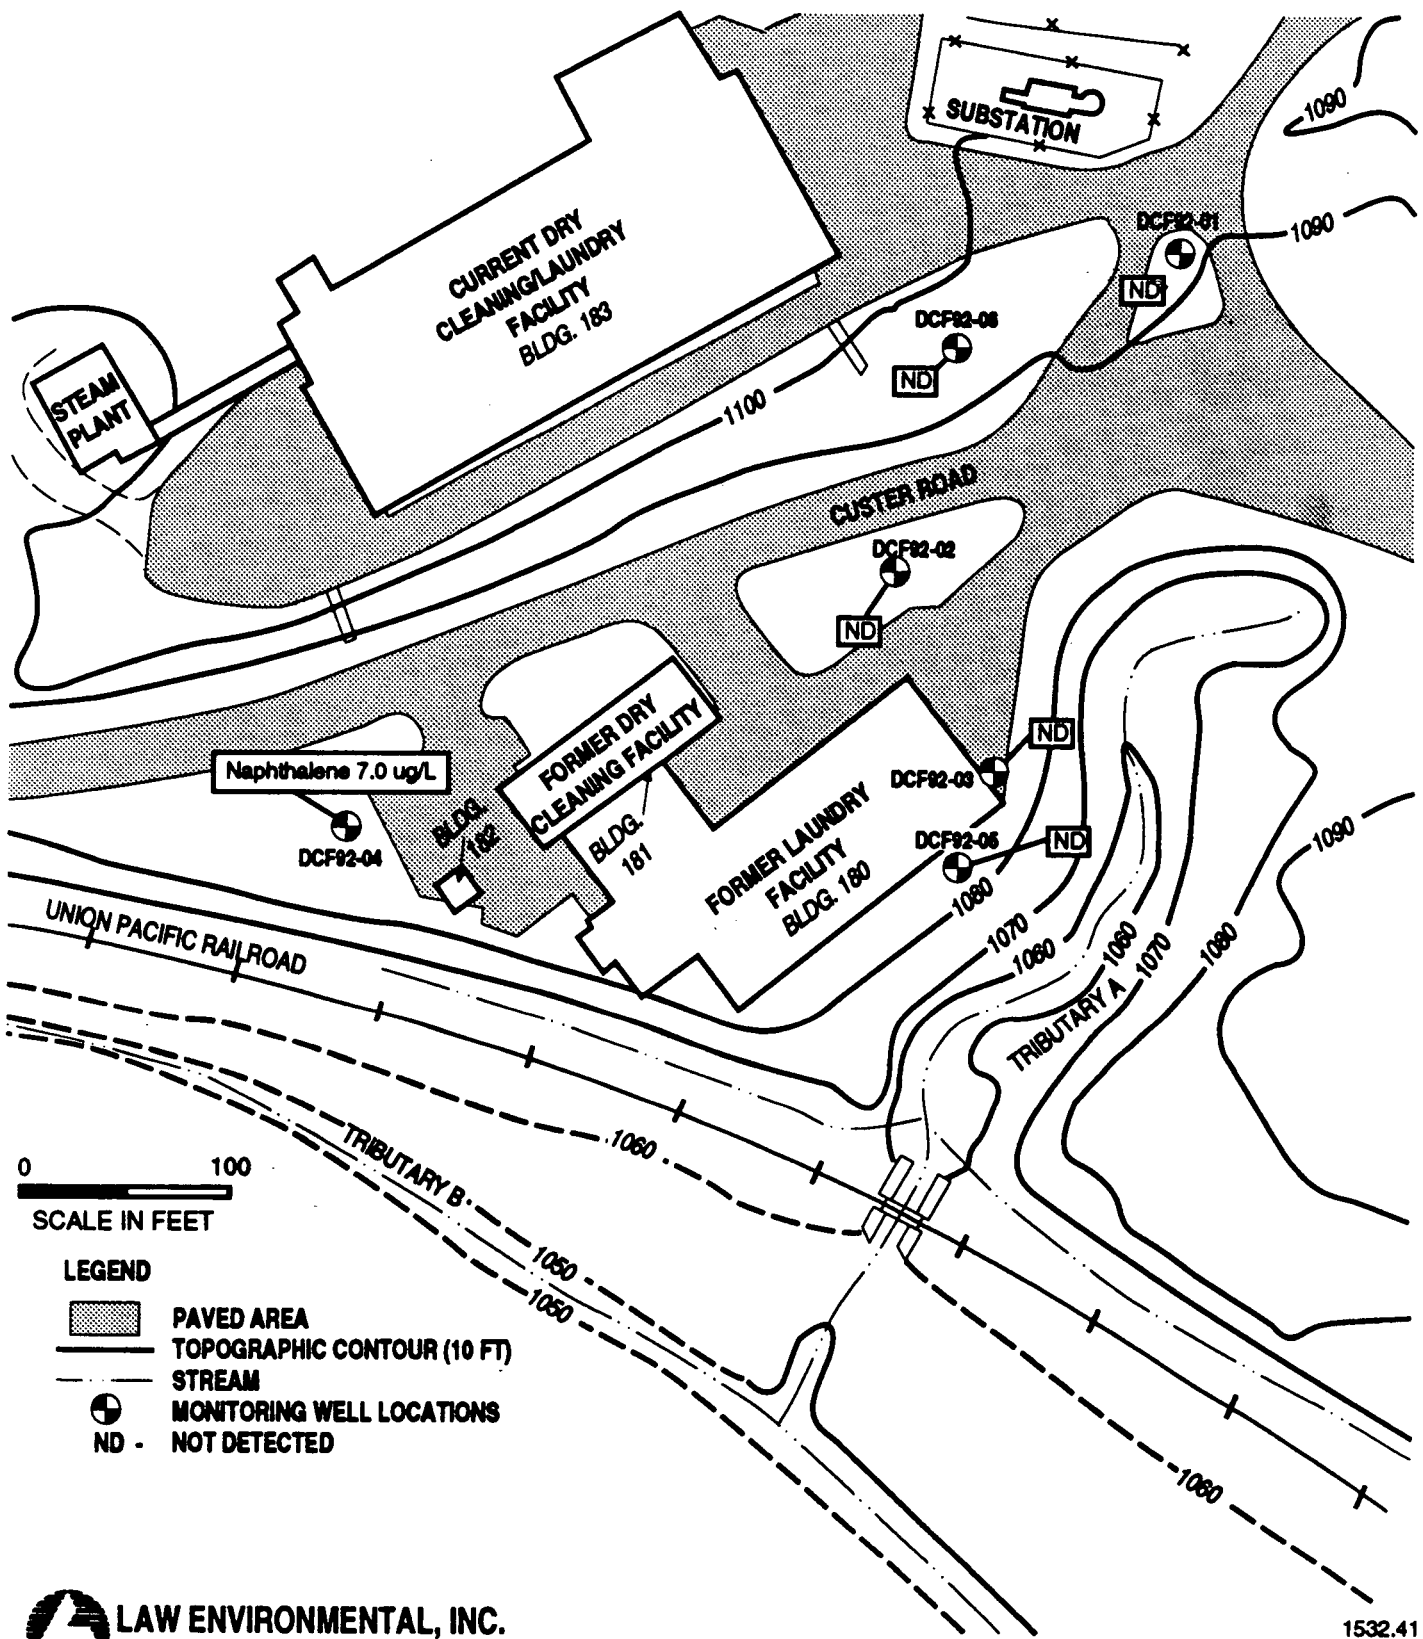 SUBSTATION
1090
DCF92-01
1090
ND
CURRENT DRY
CLEANING/LAUNDRY
FACILITY
BLDG. 183
DCF92-06
ND
STEAM
PLANT
1100
CUSTER ROAD
DCF92-02
ND
FORMER DRY
CLEANING FACILITY
ND
Naphthalene 7.0 ug/L
DCF92-03
DCF92-04
BLDG.
182
BLDG.
181
FORMER LAUNDRY
FACILITY
BLDG. 180
DCF92-05
ND
1090
1080
1070
1060
1060
1070
1080
UNION PACIFIC RAILROAD
TRIBUTARY A
1060
TRIBUTARY B
0 100
SCALE IN FEET
1050
1050
LEGEND
PAVED AREA
TOPOGRAPHIC CONTOUR (10 FT)
STREAM
MONITORING WELL LOCATIONS
ND - NOT DETECTED
1060
LAW ENVIRONMENTAL, INC.
1532.41